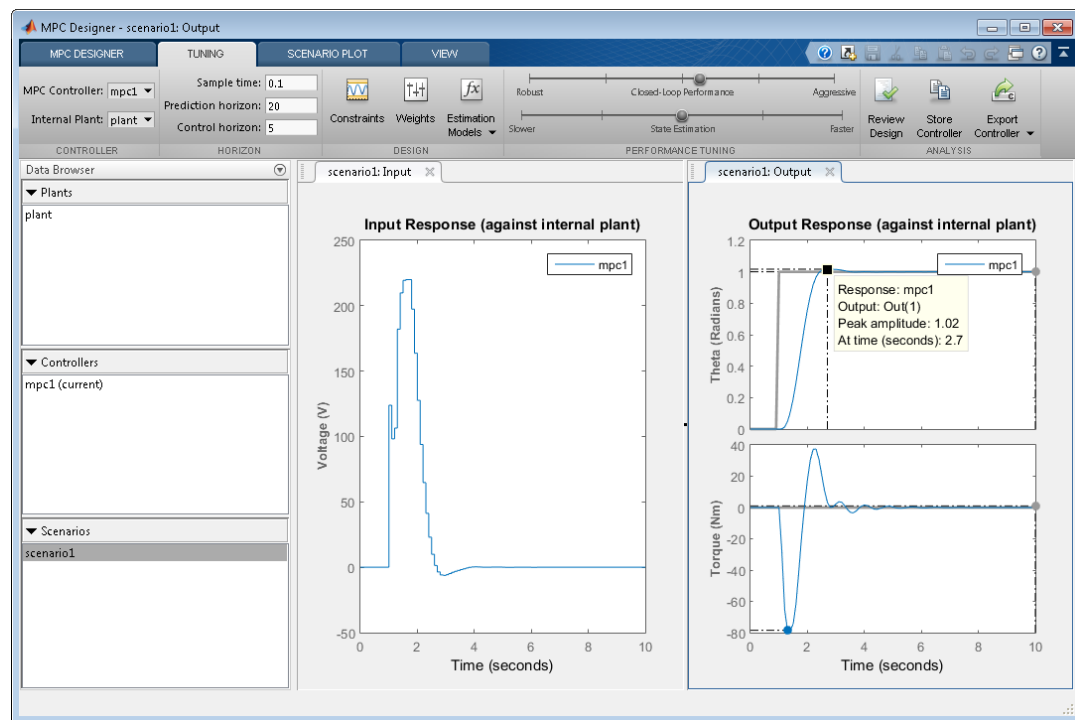 MPC Designer - scenario1: Output
MPC DESIGNER
TUNING
SCENARIO PLOT
VIEW
MPC Controller: mpc1
Internal Plant: plant
CONTROLLER
Sample time: 0.1
Prediction horizon: 20
Control horizon: 5
HORIZON
Constraints
Weights
Estimation
Models
DESIGN
Robust
Closed-Loop Performance
Aggressive
Slower
State Estimation
Faster
PERFORMANCE TUNING
Review
Design
Store
Controller
Export
Controller
ANALYSIS
Data Browser
Plants
plant
Controllers
mpc1 (current)
Scenarios
scenario1
scenario1: Input
Input Response (against internal plant)
mpc1
250
200
150
100
50
0
-50
Voltage (V)
0 2 4 6 8 10
Time (seconds)
scenario1: Output
Output Response (against internal plant)
mpc1
Response: mpc1
Output: Out(1)
Peak amplitude: 1.02
At time (seconds): 2.7
1.2
1
0.8
0.6
0.4
0.2
0
Theta (Radians)
40
20
0
-20
-40
-60
-80
Torque (Nm)
0 2 4 6 8 10
Time (seconds)